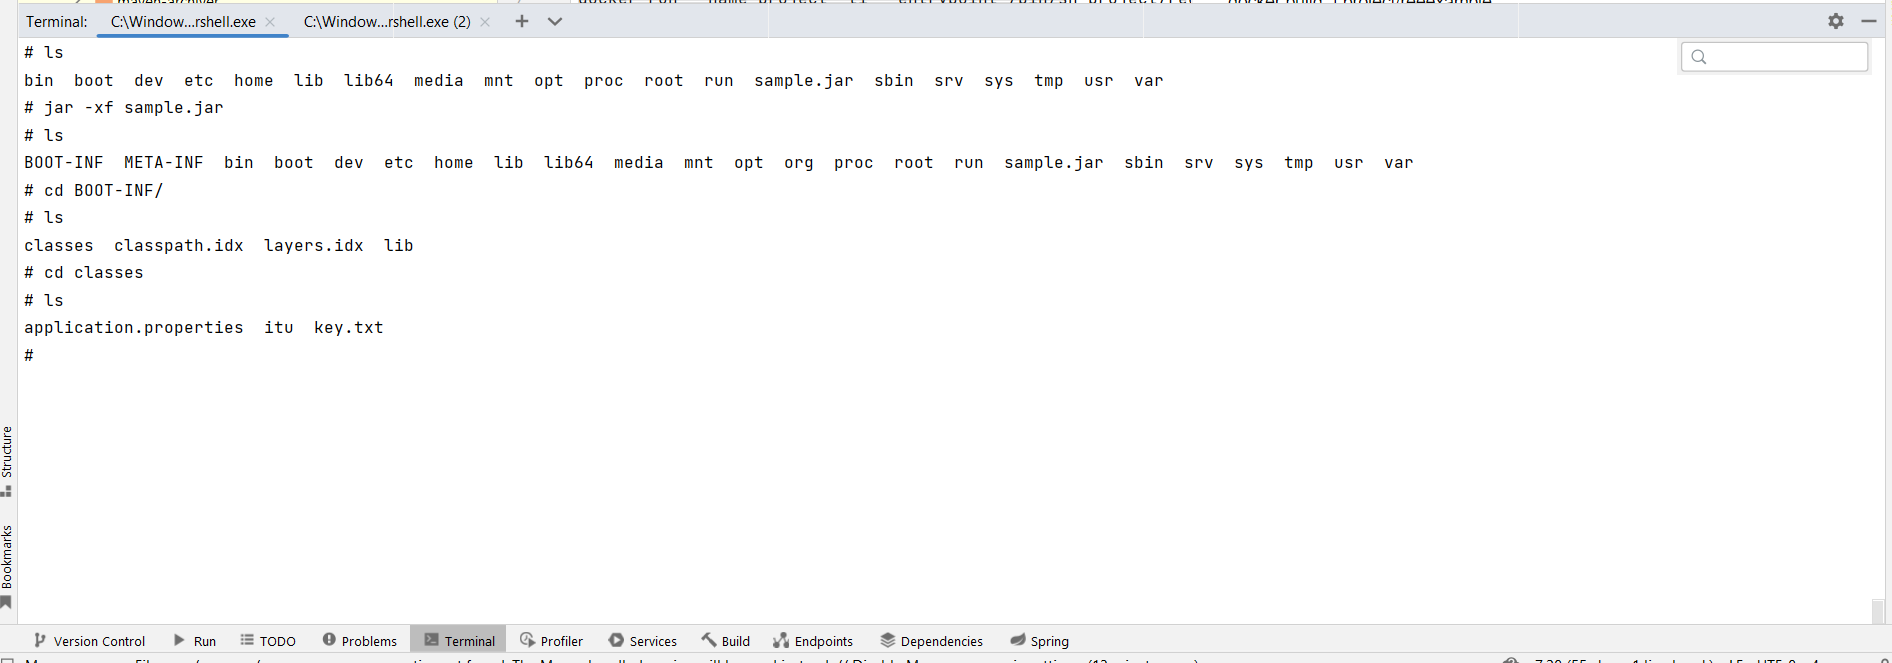 Terminal: C:\Window...rshell.exe × C:\Window...rshell.exe (2) ×
# ls
bin boot dev etc home lib lib64 media mnt opt proc root run sample.jar sbin srv sys tmp usr var
# jar -xf sample.jar
# ls
BOOT-INF META-INF bin boot dev etc home lib lib64 media mnt opt org proc root run sample.jar sbin srv sys tmp usr var
# cd BOOT-INF/
# ls
classes classpath.idx layers.idx lib
# cd classes
# ls
application.properties itu key.txt
#
Structure
Bookmarks
Version Control Run TODO Problems Terminal Profiler Services Build Endpoints Dependencies Spring